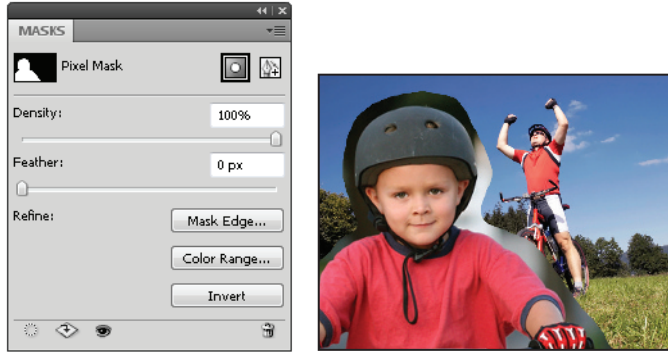 MASKS
Pixel Mask
Density: 100%
Feather: 0 px
Refine: Mask Edge...
Color Range...
Invert